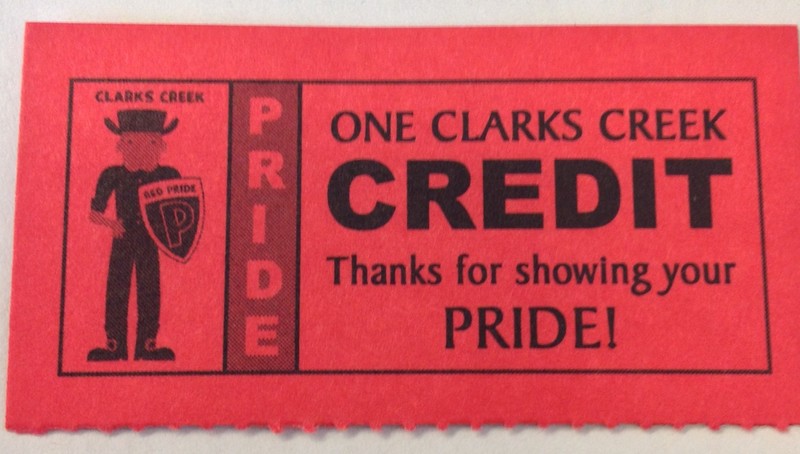 CLARKS CREEK
RED PRIDE
P
PRIDE
ONE CLARKS CREEK
CREDIT
Thanks for showing your
PRIDE!